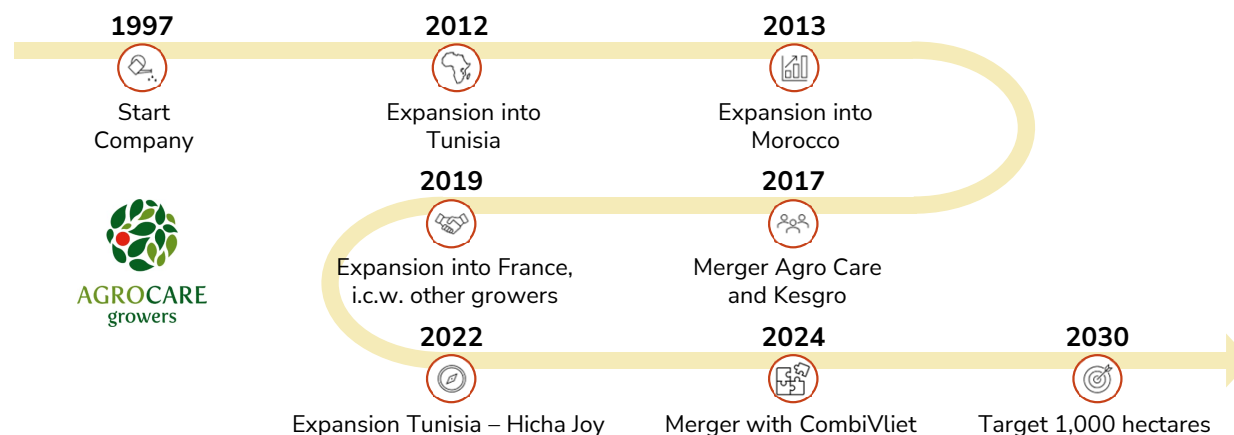 1997
Start
Company
2012
Expansion into
Tunisia
2013
Expansion into
Morocco
2017
Merger Agro Care
and Kesgro
2019
Expansion into France,
i.c.w. other growers
AGROCARE
growers
2022
Expansion Tunisia – Hicha Joy
2024
Merger with CombiVliet
2030
Target 1,000 hectares